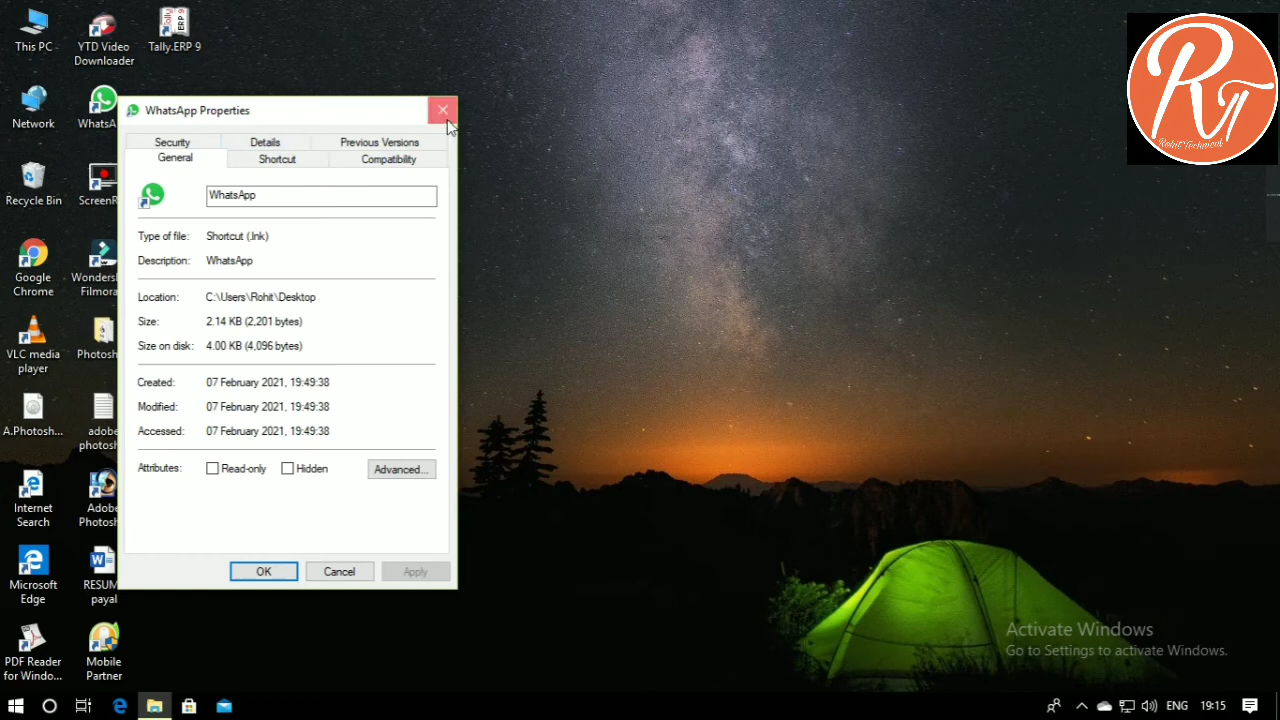 This PC
YTD Video
Downloader
Tally.ERP 9
Network
WhatsA
Recycle Bin
ScreenR
Google
Chrome
Wonders
Filmora
VLC media
player
Photosh
A.Photosh...
adob
photosh
Internet
Search
Adobe
Photosh
Microsoft
Edge
RESUM
payal
PDF Reader
for Windo...
Mobile
Partner
WhatsApp Properties
Security
Details
Previous Versions
General
Shortcut
Compatibility
WhatsApp
Type of file: Shortcut (.lnk)
Description: WhatsApp
Location: C:\Users\Rohit\Desktop
Size: 2.14 KB (2,201 bytes)
Size on disk: 4.00 KB (4,096 bytes)
Created: 07 February 2021, 19:49:38
Modified: 07 February 2021, 19:49:38
Accessed: 07 February 2021, 19:49:38
Attributes: Read-only Hidden Advanced...
OK Cancel Apply
RT
Rohit Technical
Activate Windows
Go to Settings to activate Windows.
ENG 19:15